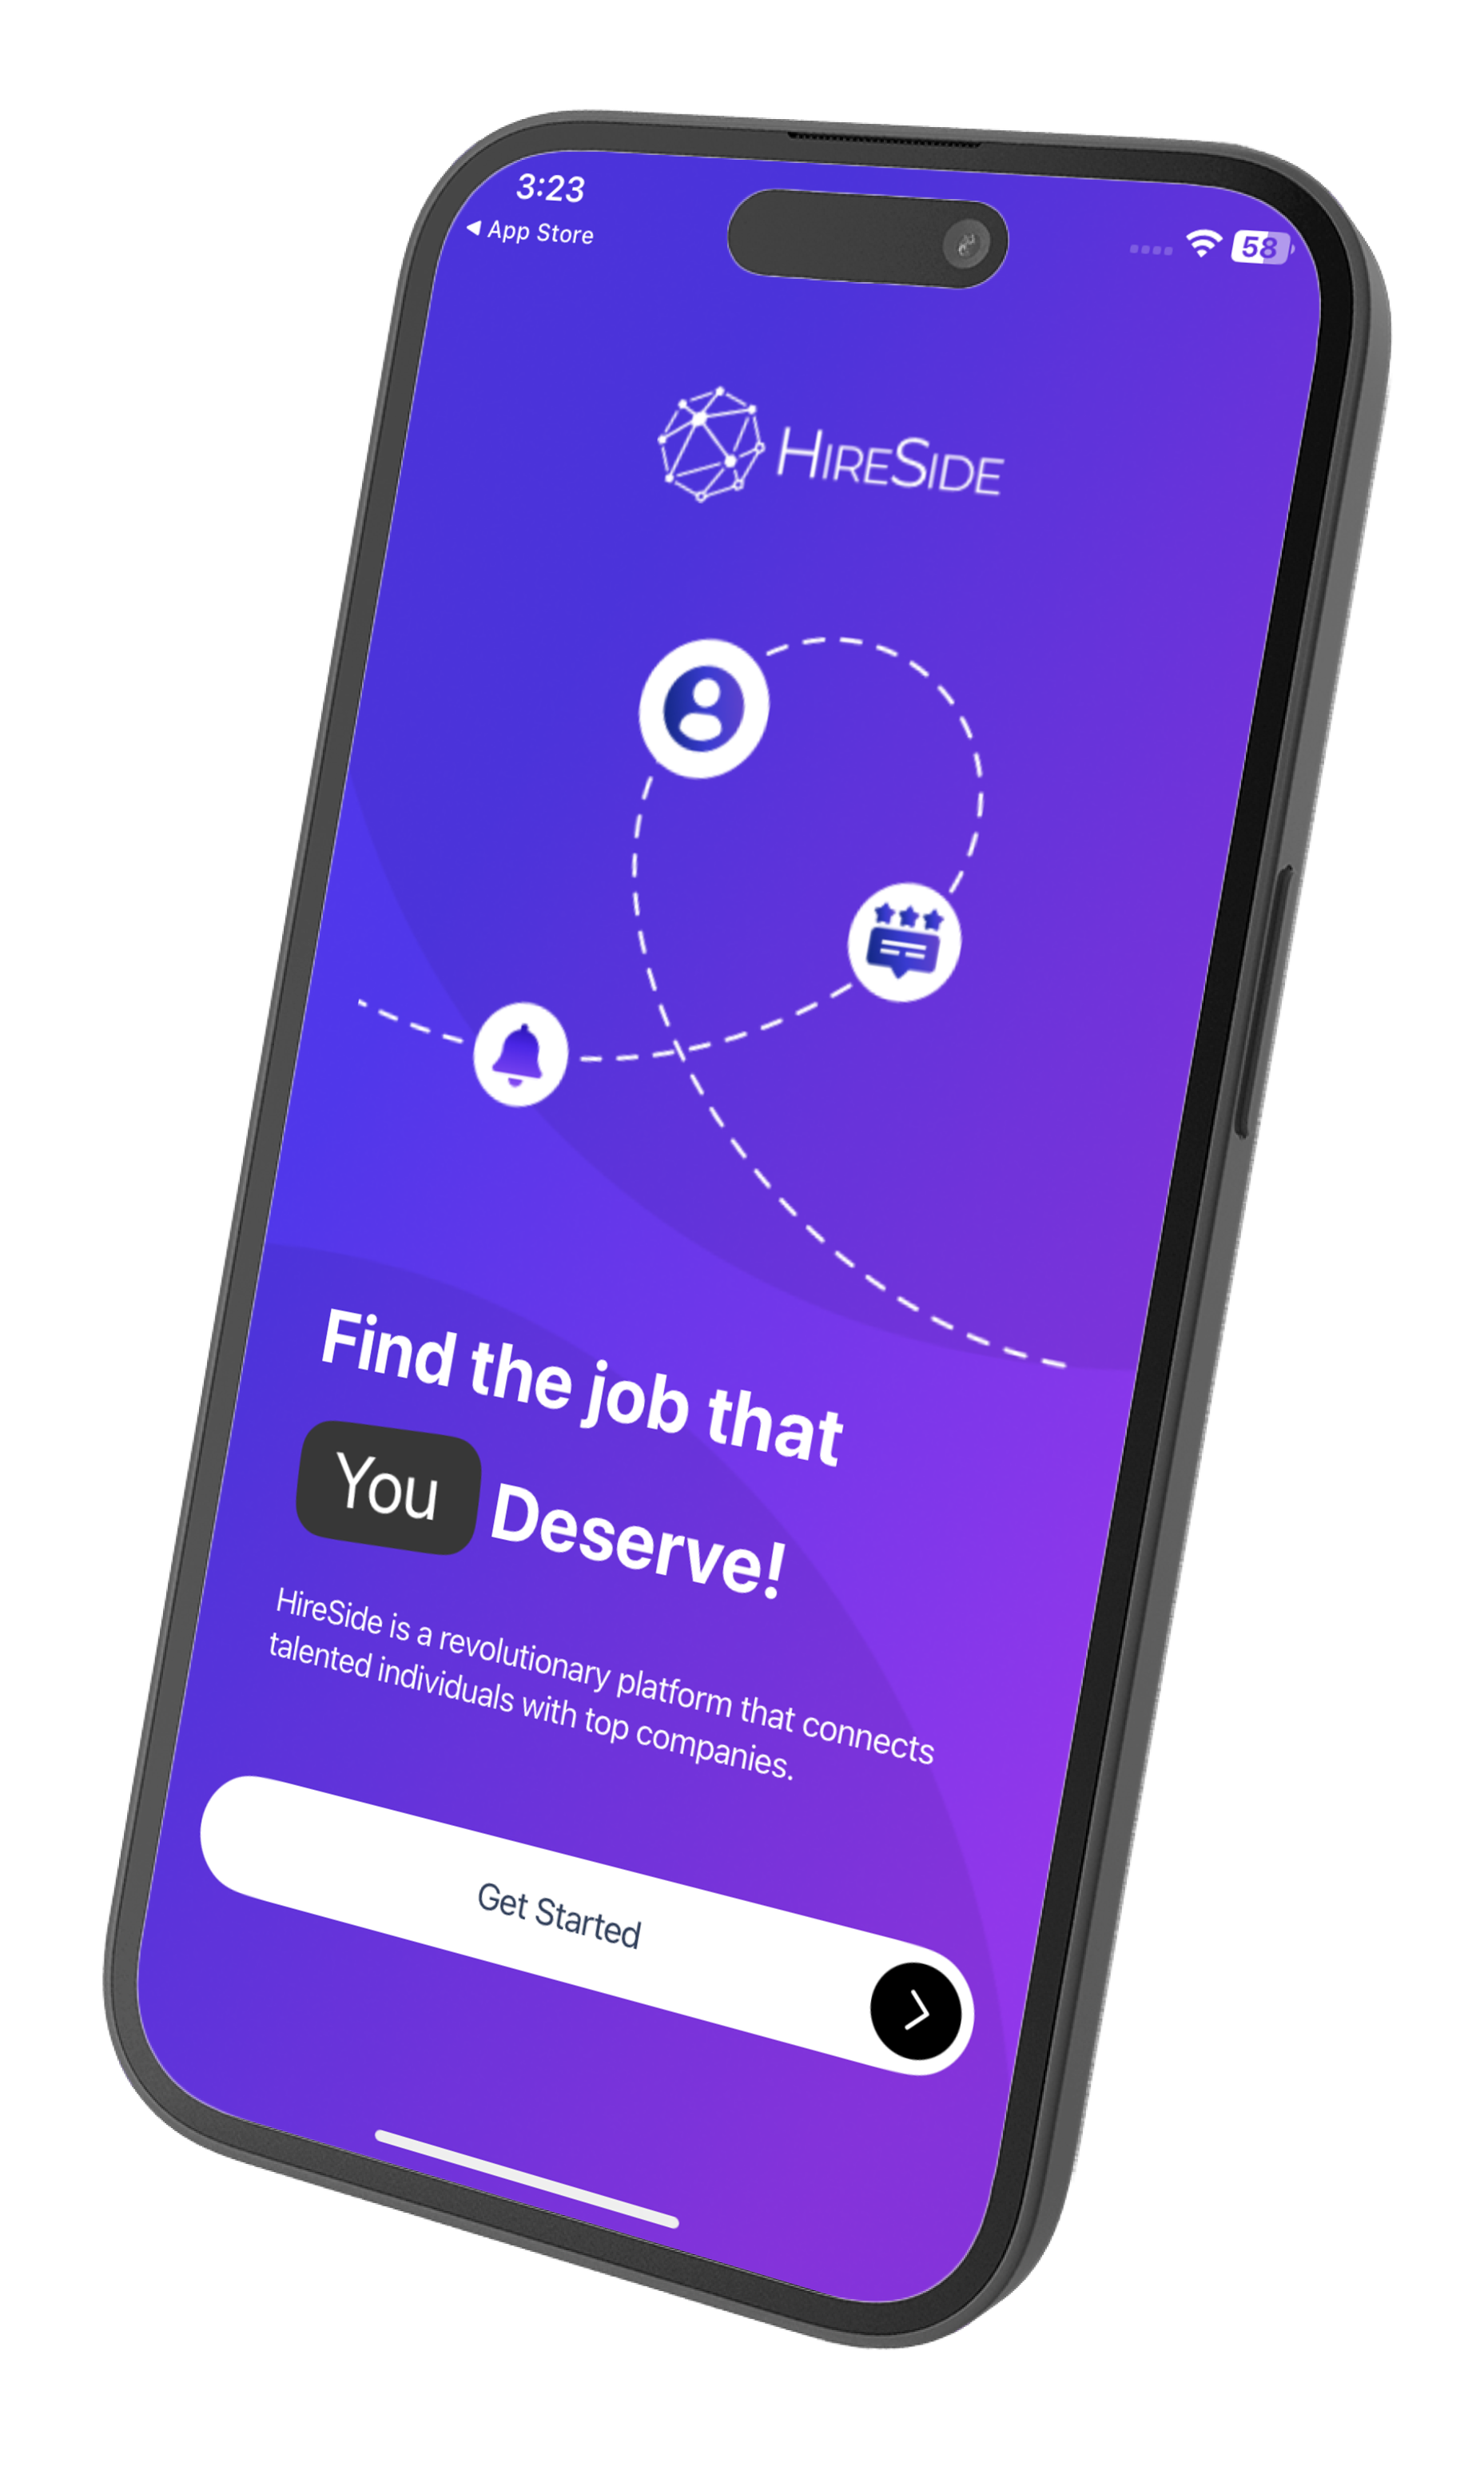 3:23
◀ App Store
58
HIRESIDE
Find the job that
You Deserve!
HireSide is a revolutionary platform that connects
talented individuals with top companies.
Get Started